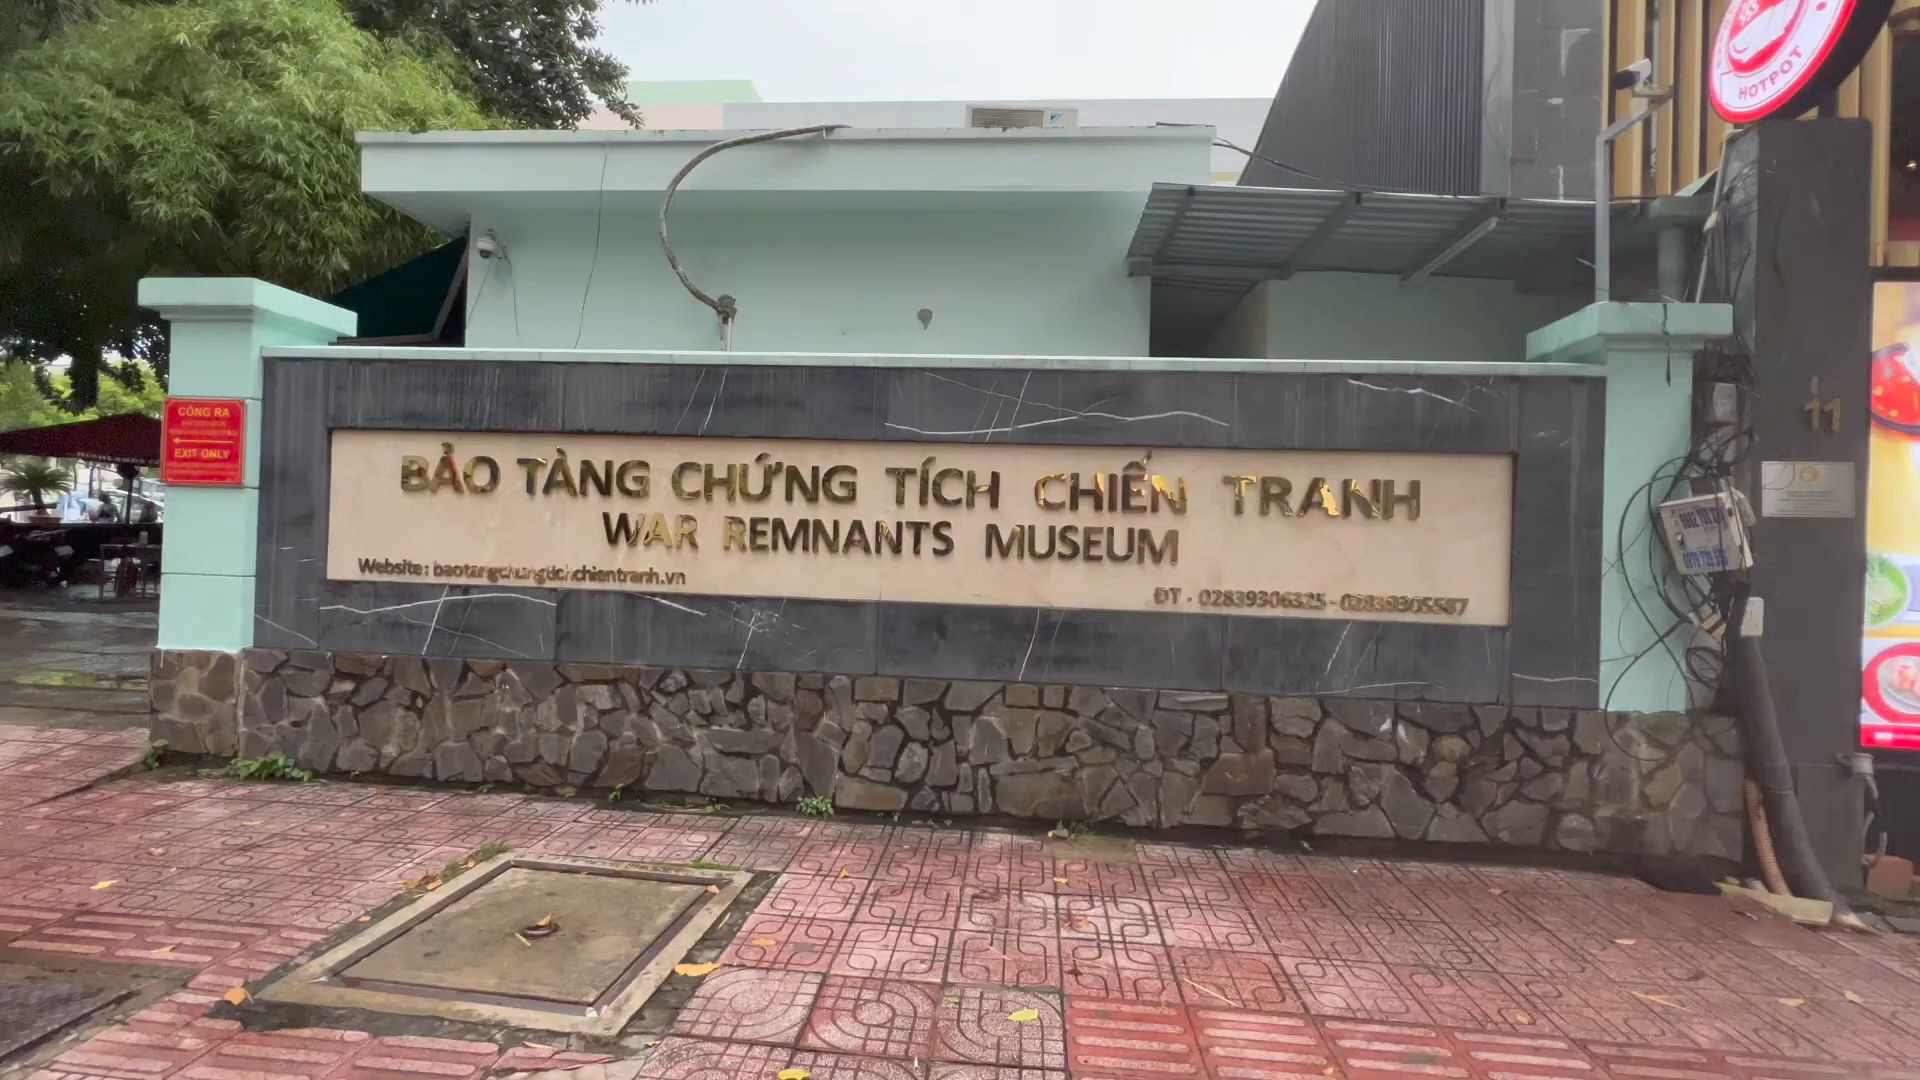 HOTPOT
CÔNG RA
EXIT ONLY
11
BẢO TÀNG CHỨNG TÍCH CHIẾN TRANH
WAR REMNANTS MUSEUM
Website: baotangchungtichchientranh.vn
ĐT - 02839306325 - 02839305587